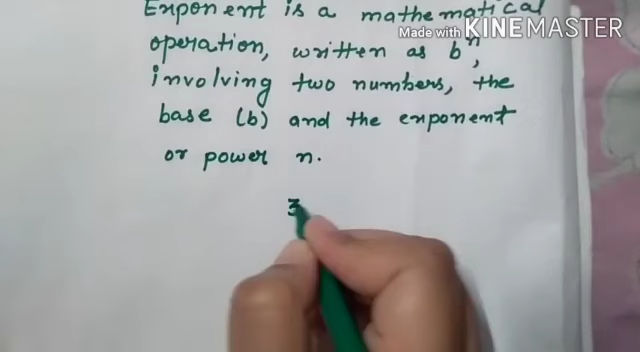 Exponent is a mathematical
Made with KINEMASTER
operation, written as bⁿ,
involving two numbers, the
base (b) and the exponent
or power n.
3